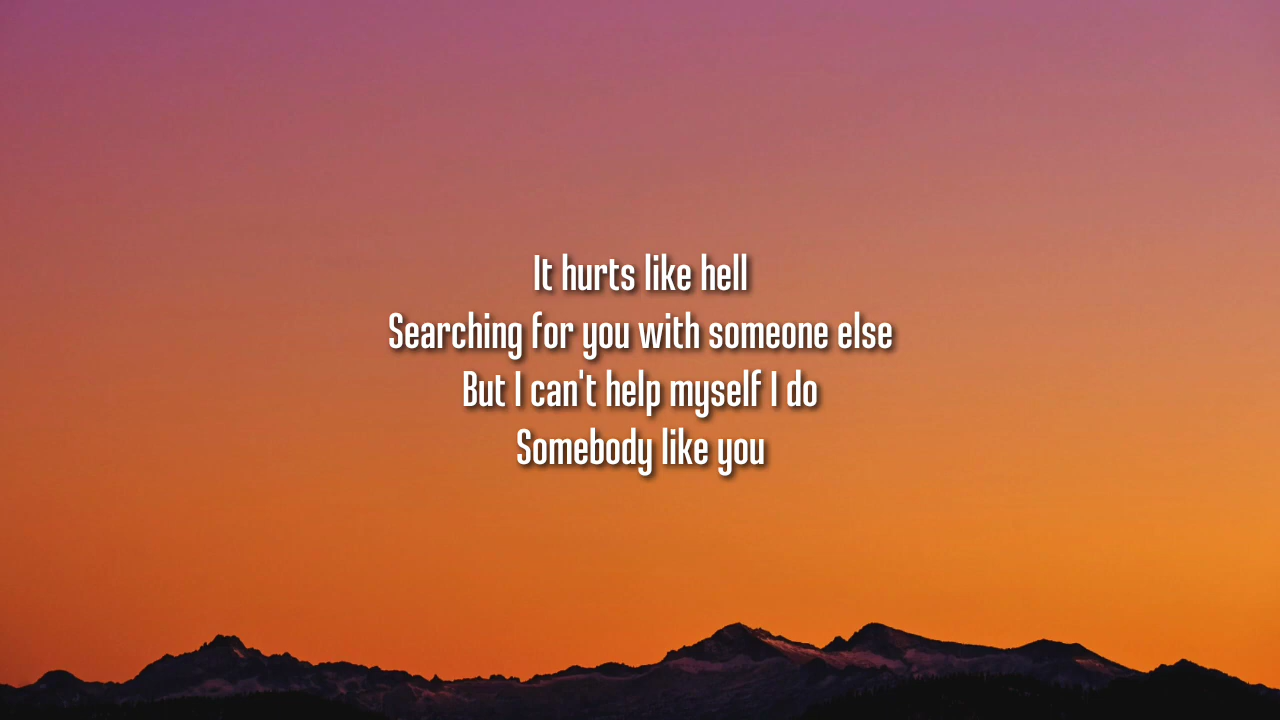 It hurts like hell
Searching for you with someone else
But I can't help myself I do
Somebody like you